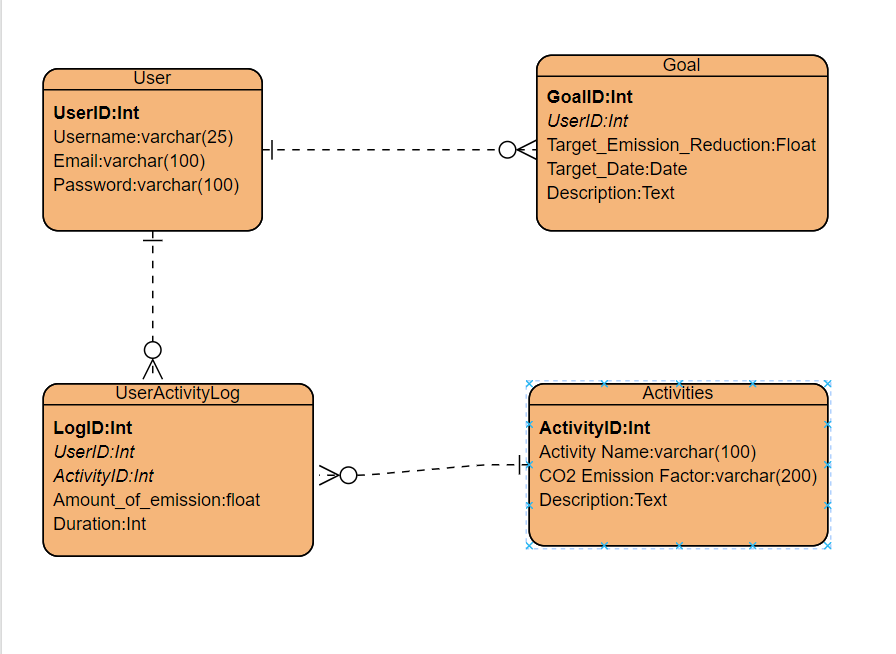 User
UserID:Int
Username:varchar(25)
Email:varchar(100)
Password:varchar(100)
Goal
GoalID:Int
UserID:Int
Target_Emission_Reduction:Float
Target_Date:Date
Description:Text
UserActivityLog
LogID:Int
UserID:Int
ActivityID:Int
Amount_of_emission:float
Duration:Int
Activities
ActivityID:Int
Activity Name:varchar(100)
CO2 Emission Factor:varchar(200)
Description:Text